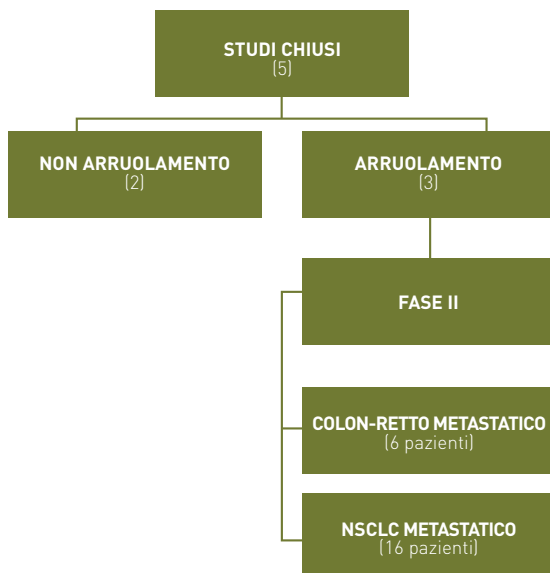 STUDI CHIUSI
(5)
NON ARRUOLAMENTO
(2)
ARRUOLAMENTO
(3)
FASE II
COLON-RETTO METASTATICO
(6 pazienti)
NSCLC METASTATICO
(16 pazienti)